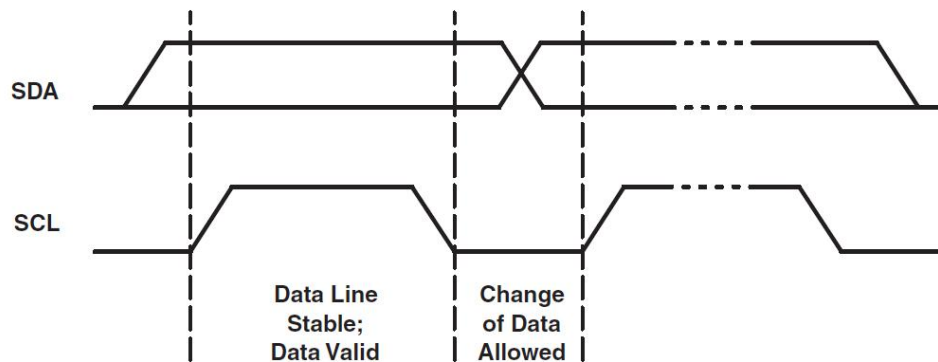 SDA
SCL
Data Line
Stable;
Data Valid
Change
of Data
Allowed